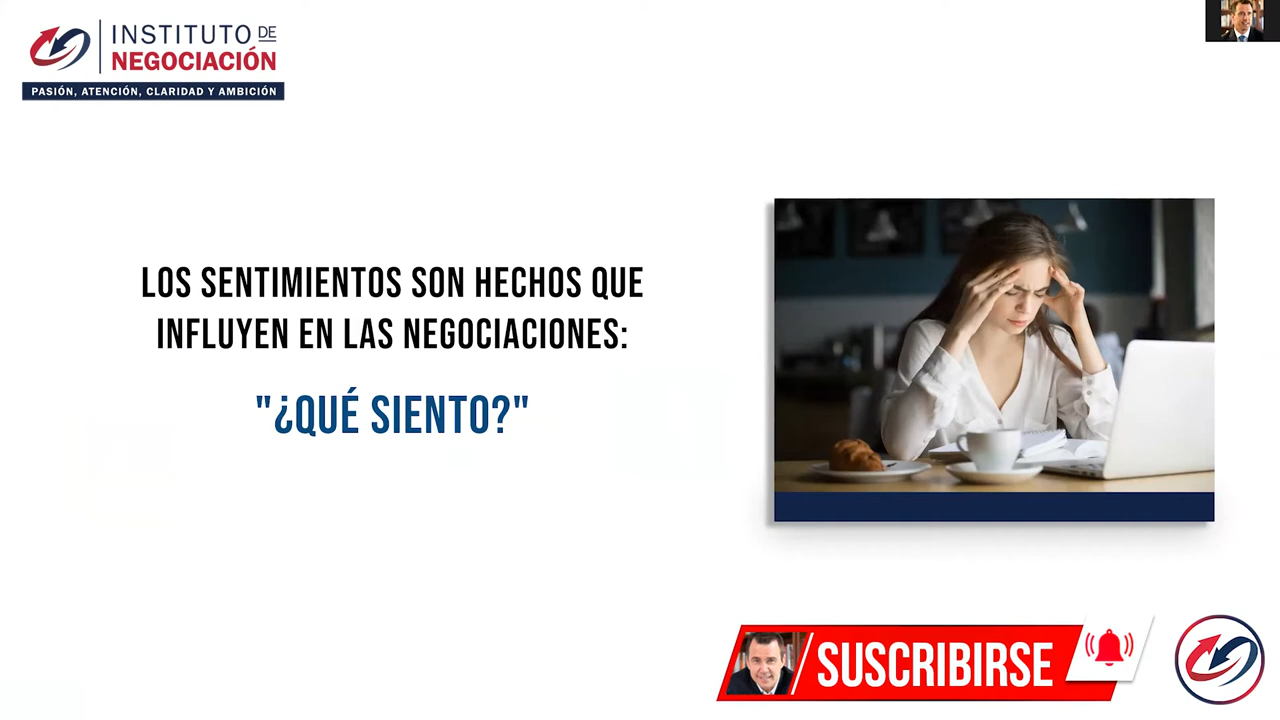 INSTITUTO DE
NEGOCIACIÓN
PASIÓN, ATENCIÓN, CLARIDAD Y AMBICIÓN
LOS SENTIMIENTOS SON HECHOS QUE
INFLUYEN EN LAS NEGOCIACIONES:
"¿QUÉ SIENTO?"
SUSCRIBIRSE